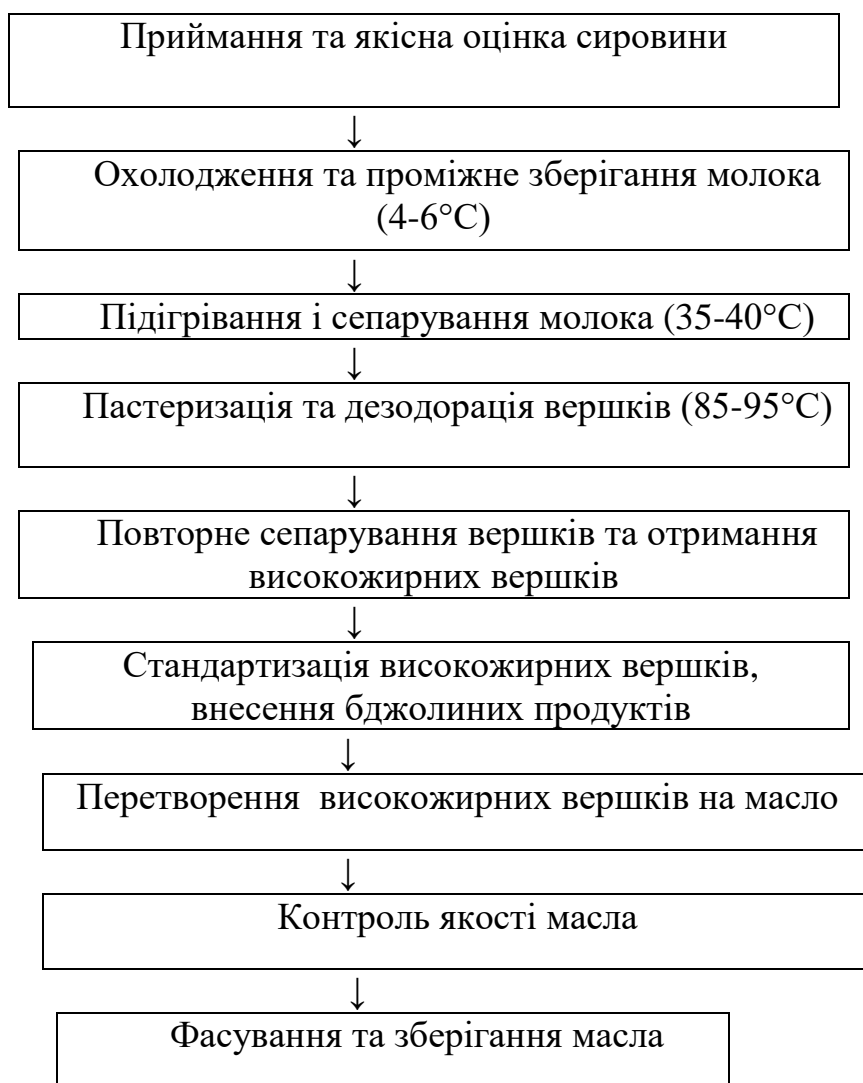 Приймання та якісна оцінка сировини
↓
Охолодження та проміжне зберігання молока
(4-6°С)
↓
Підігрівання і сепарування молока (35-40°С)
↓
Пастеризація та дезодорація вершків (85-95°С)
↓
Повторне сепарування вершків та отримання
високожирних вершків
↓
Стандартизація високожирних вершків,
внесення бджолиних продуктів
↓
Перетворення високожирних вершків на масло
↓
Контроль якості масла
↓
Фасування та зберігання масла